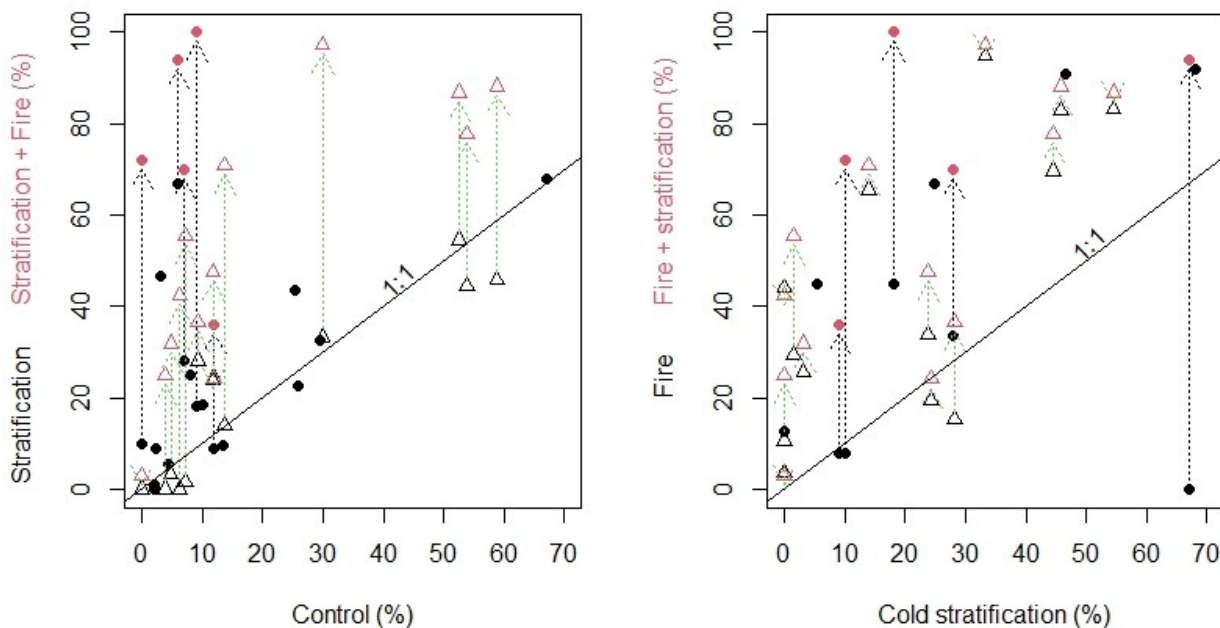 Stratification
Stratification + Fire (%)
100
80
60
40
20
0
1:1
0 10 20 30 40 50 60 70
Control (%)
Fire
Fire + stratification (%)
100
80
60
40
20
0
1:1
0 10 20 30 40 50 60 70
Cold stratification (%)